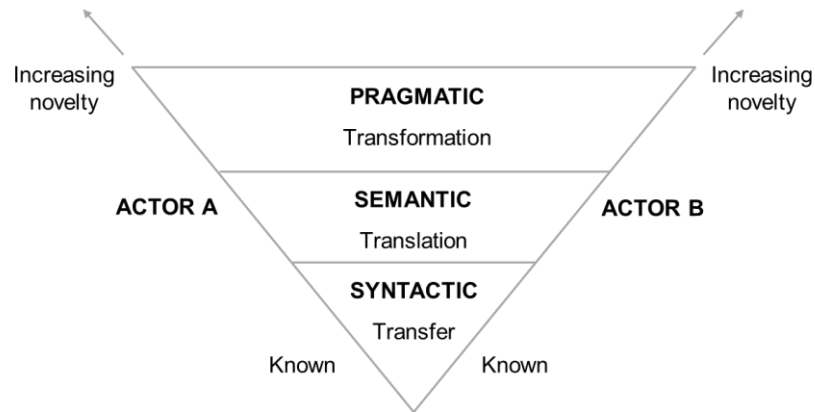 Increasing
novelty
Increasing
novelty
PRAGMATIC
Transformation
ACTOR A
SEMANTIC
ACTOR B
Translation
SYNTACTIC
Transfer
Known
Known